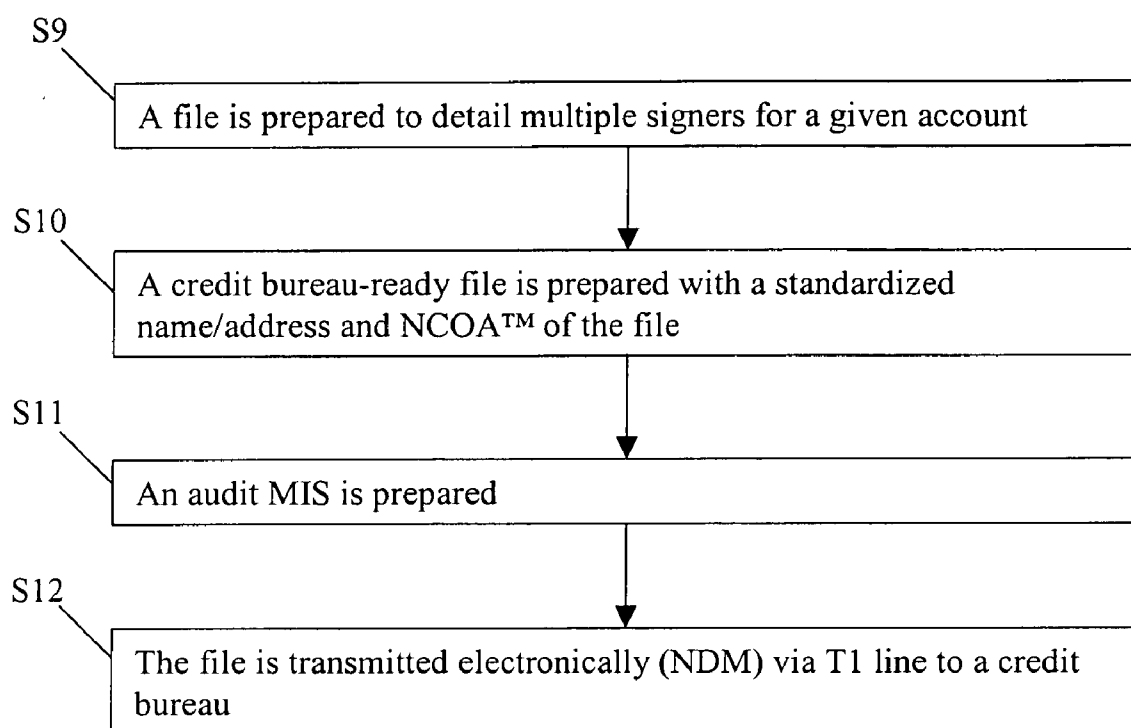 S9
A file is prepared to detail multiple signers for a given account
S10
A credit bureau-ready file is prepared with a standardized
name/address and NCOA™ of the file
S11
An audit MIS is prepared
S12
The file is transmitted electronically (NDM) via T1 line to a credit
bureau